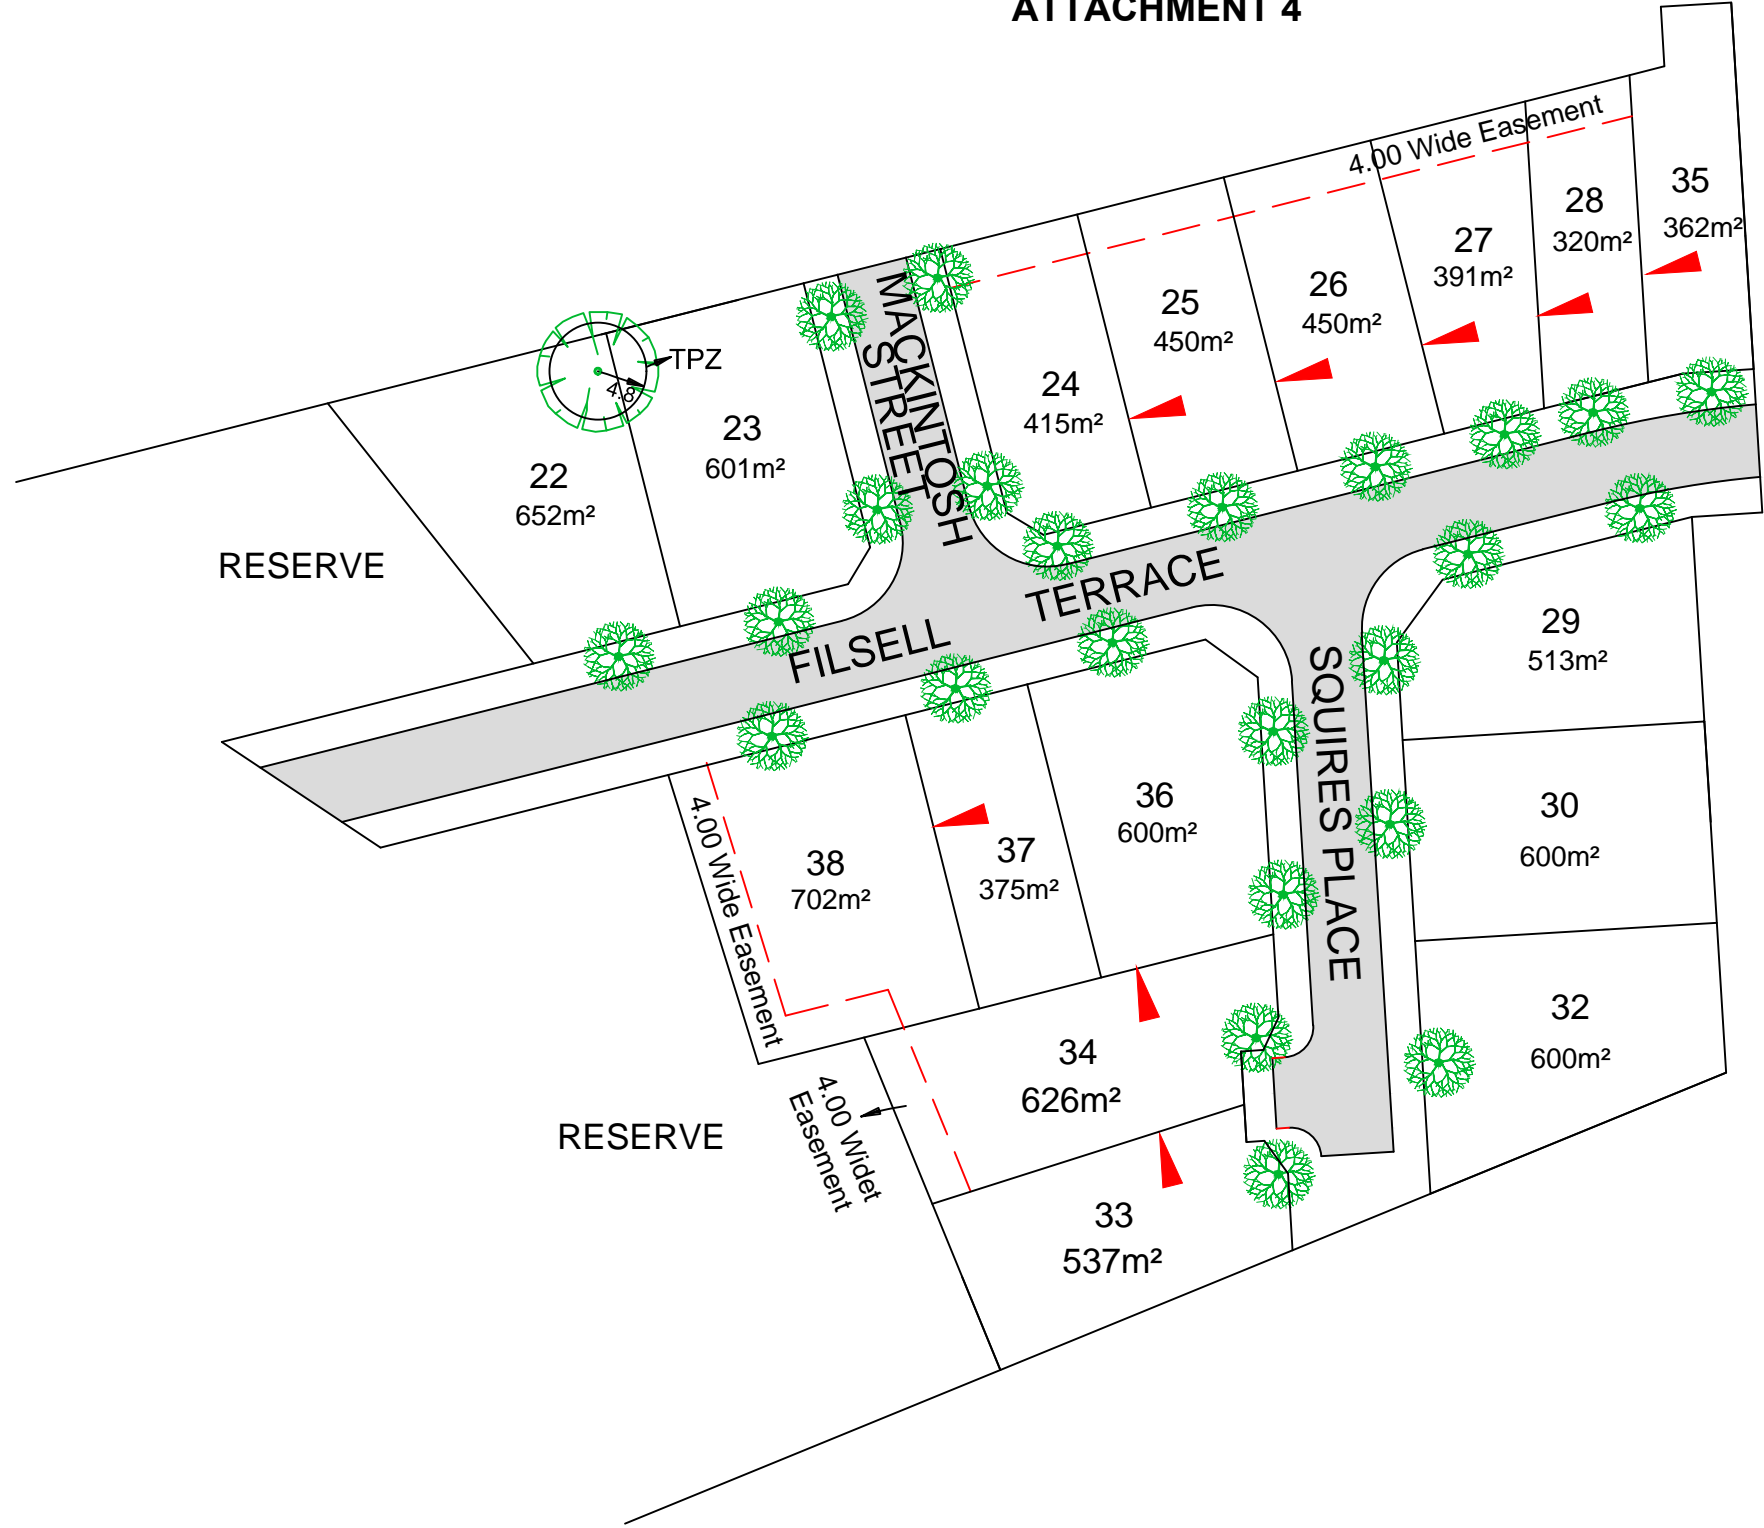 ATTACHMENT 4
4.00 Wide Easement
35
362m²
28
320m²
27
391m²
26
450m²
25
450m²
24
415m²
MACKINTOSH
STREET
TPZ
4.8
23
601m²
22
652m²
RESERVE
FILSELL
TERRACE
SQUIRES PLACE
29
513m²
30
600m²
32
600m²
36
600m²
37
375m²
38
702m²
4.00 Wide Easement
34
626m²
4.00 Widet
Easement
RESERVE
33
537m²